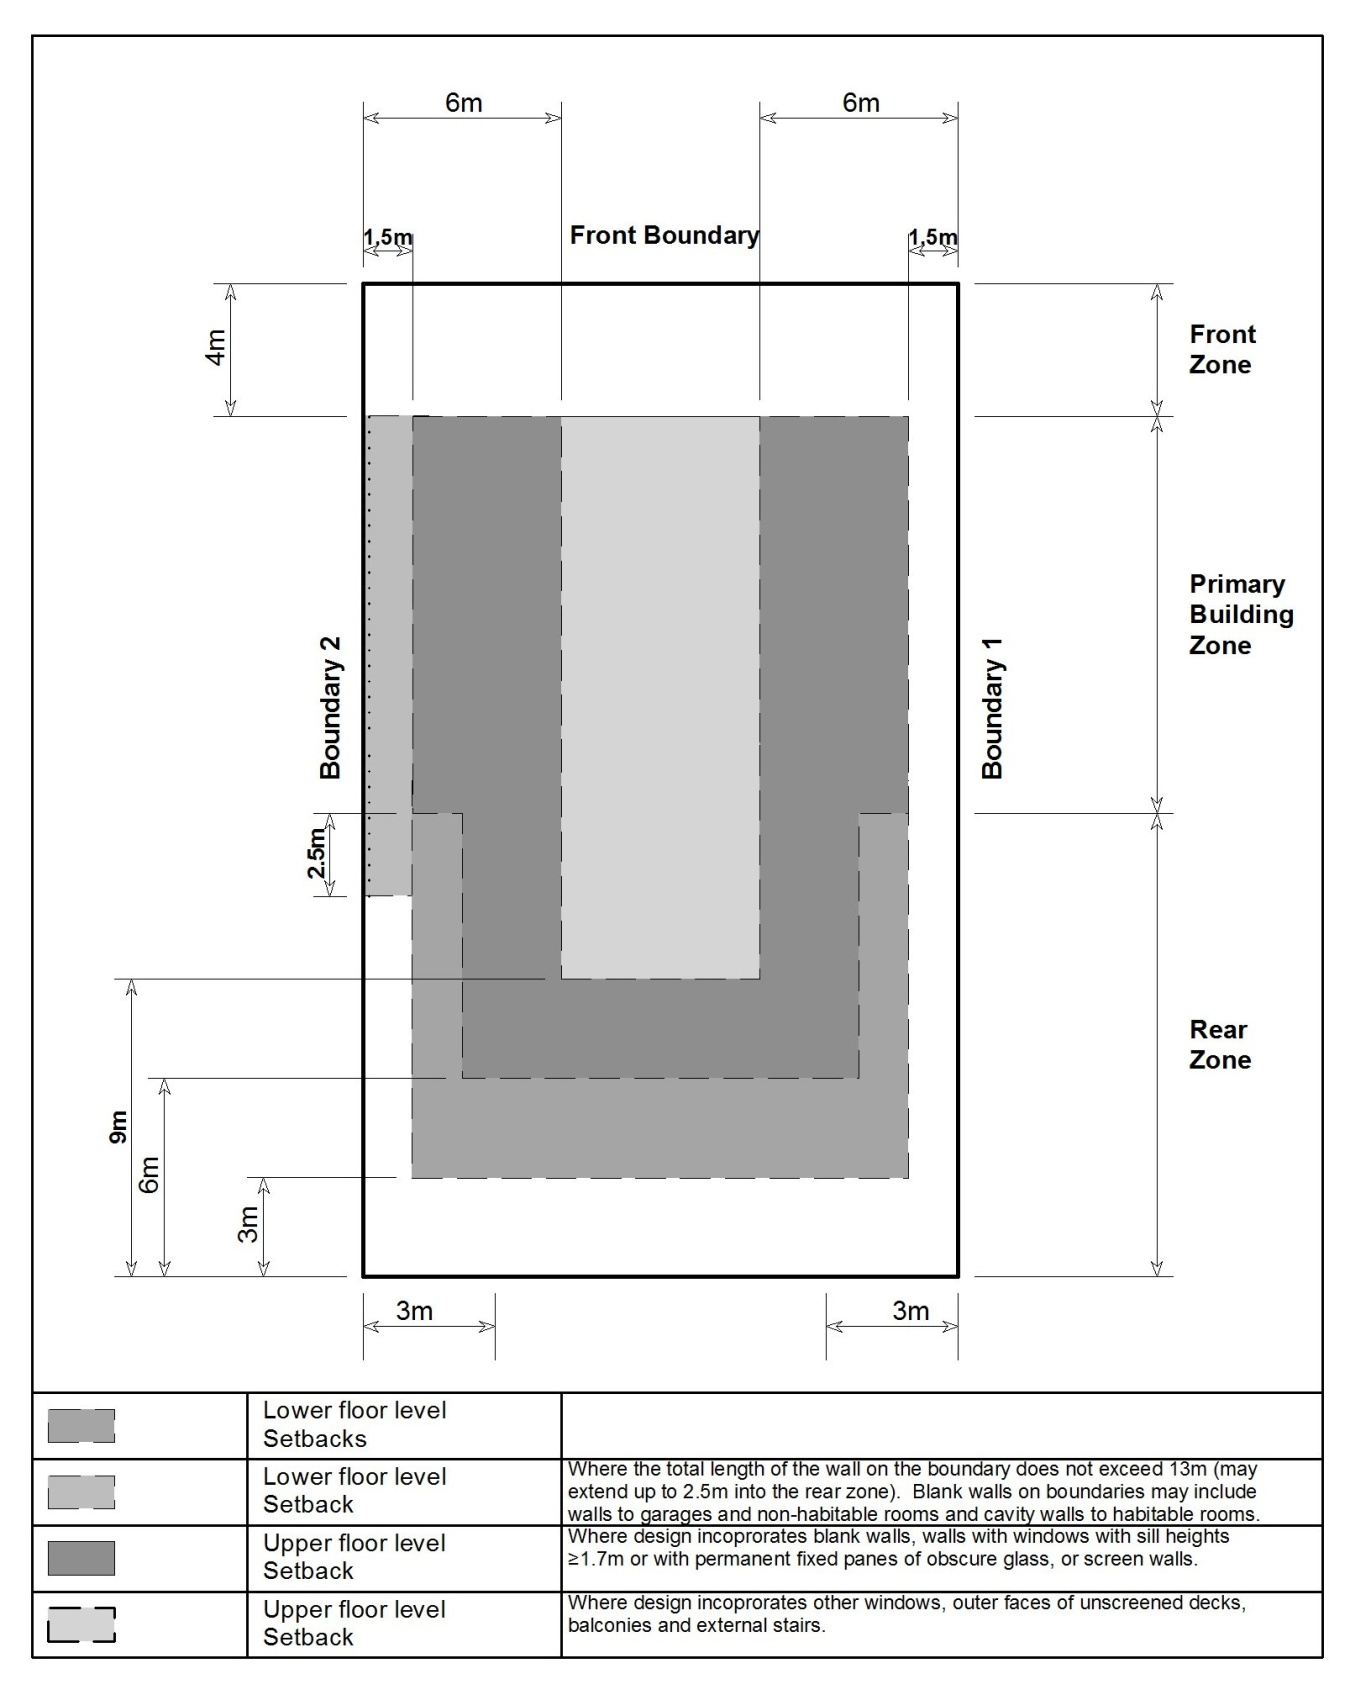 6m
6m
1,5m
Front Boundary
1,5m
4m
Front
Zone
Primary
Building
Zone
Boundary 2
Boundary 1
2.5m
Rear
Zone
9m
6m
3m
3m
3m
Lower floor level
Setbacks
Lower floor level
Setback
Where the total length of the wall on the boundary does not exceed 13m (may
extend up to 2.5m into the rear zone).  Blank walls on boundaries may include
walls to garages and non-habitable rooms and cavity walls to habitable rooms.
Upper floor level
Setback
Where design incoprorates blank walls, walls with windows with sill heights
≥1.7m or with permanent fixed panes of obscure glass, or screen walls.
Upper floor level
Setback
Where design incoprorates other windows, outer faces of unscreened decks,
balconies and external stairs.